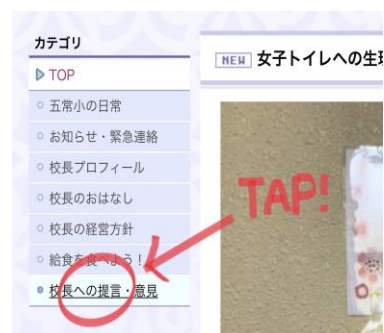 カテゴリ
TOP
五常小の日常
お知らせ・緊急連絡
校長プロフィール
校長のおはなし
校長の経営方針
給食を食べよう！
校長への提言・意見
NEW 女子トイレへの生
TAP!